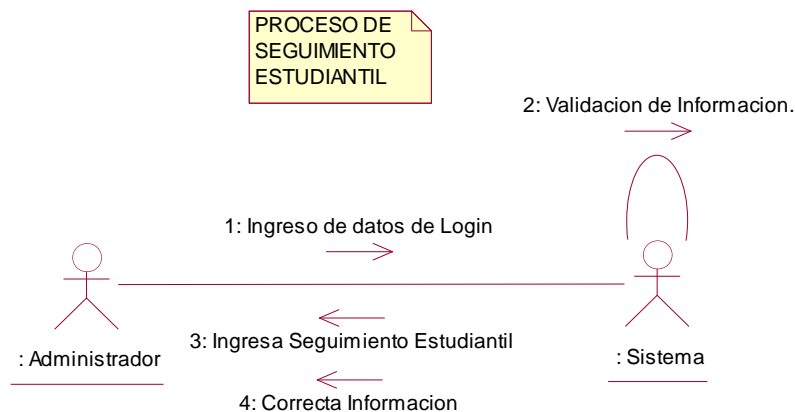 PROCESO DE
SEGUIMIENTO
ESTUDIANTIL
2: Validacion de Informacion.
1: Ingreso de datos de Login
3: Ingresa Seguimiento Estudiantil
: Administrador
: Sistema
4: Correcta Informacion